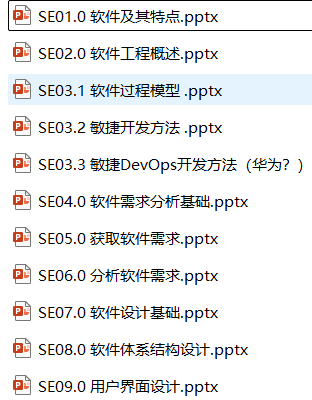 SE01.0 软件及其特点.pptx
SE02.0 软件工程概述.pptx
SE03.1 软件过程模型 .pptx
SE03.2 敏捷开发方法 .pptx
SE03.3 敏捷DevOps开发方法（华为？）
SE04.0 软件需求分析基础.pptx
SE05.0 获取软件需求.pptx
SE06.0 分析软件需求.pptx
SE07.0 软件设计基础.pptx
SE08.0 软件体系结构设计.pptx
SE09.0 用户界面设计.pptx